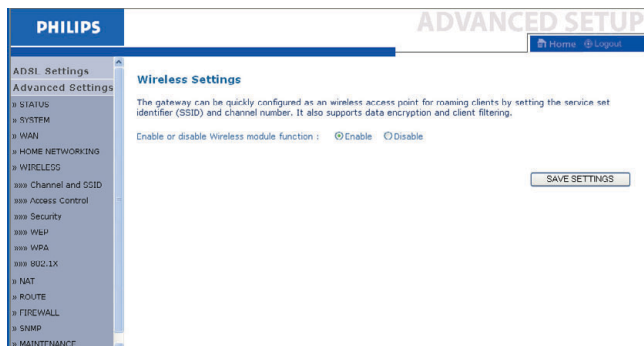 PHILIPS
ADVANCED SETUP
Home Logout
ADSL Settings
Advanced Settings
» STATUS
» SYSTEM
» WAN
» HOME NETWORKING
» WIRELESS
»»» Channel and SSID
»»» Access Control
»»» Security
»»» WEP
»»» WPA
»»» 802.1X
» NAT
» ROUTE
» FIREWALL
» SNMP
» MAINTENANCE
Wireless Settings
The gateway can be quickly configured as an wireless access point for roaming clients by setting the service set
identifier (SSID) and channel number. It also supports data encryption and client filtering.
Enable or disable Wireless module function : Enable Disable
SAVE SETTINGS